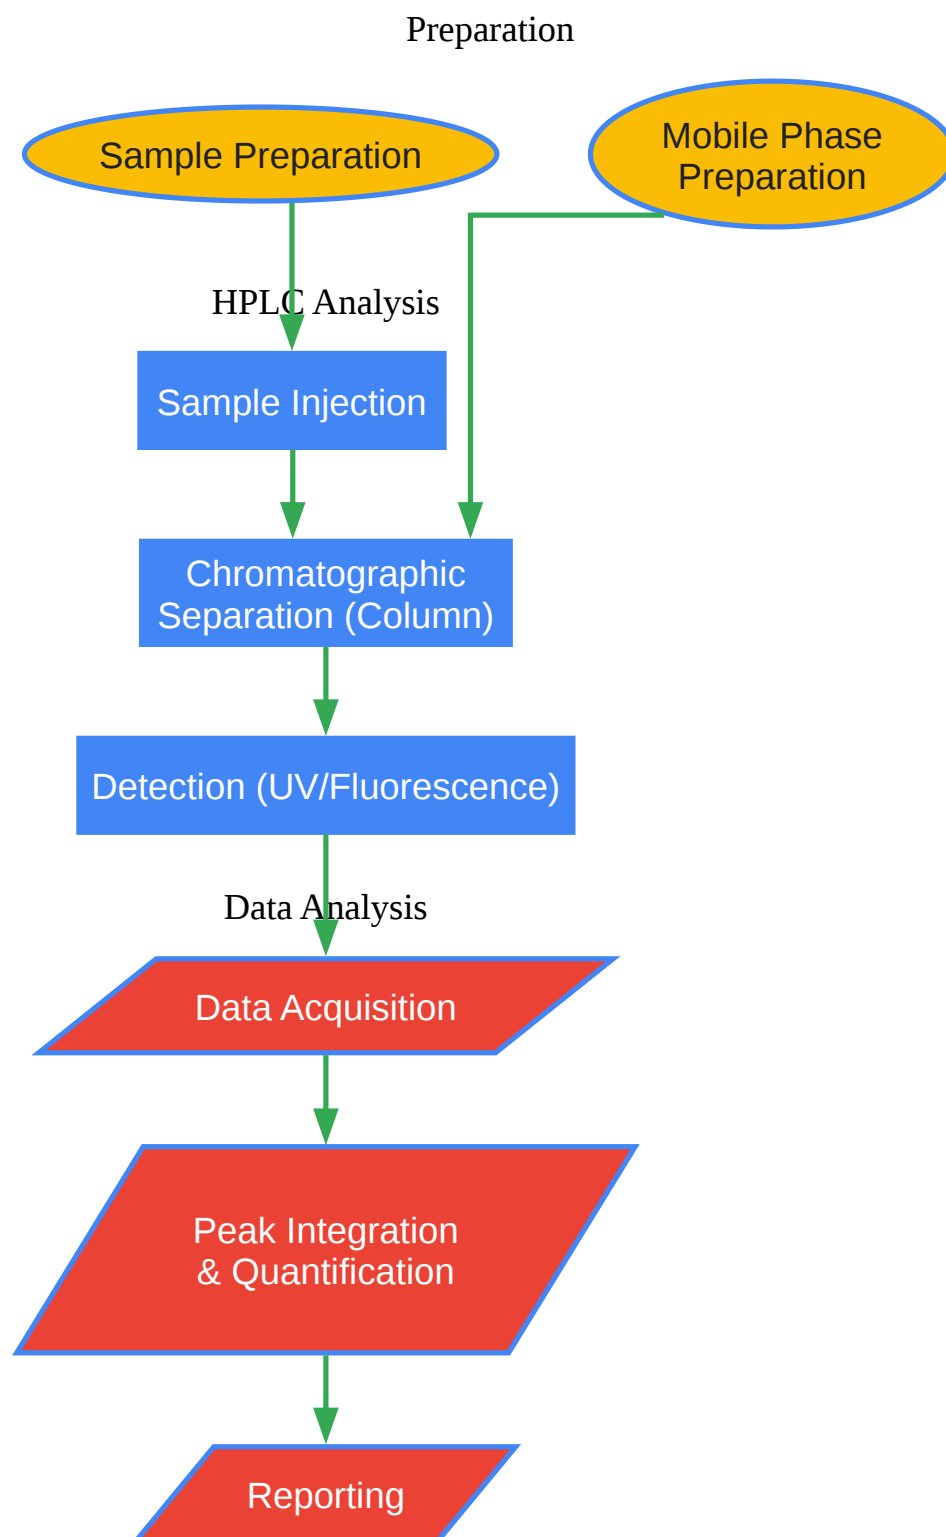 Preparation
Sample Preparation
Mobile Phase
Preparation
HPLC Analysis
Sample Injection
Chromatographic
Separation (Column)
Detection (UV/Fluorescence)
Data Analysis
Data Acquisition
Peak Integration
& Quantification
Reporting